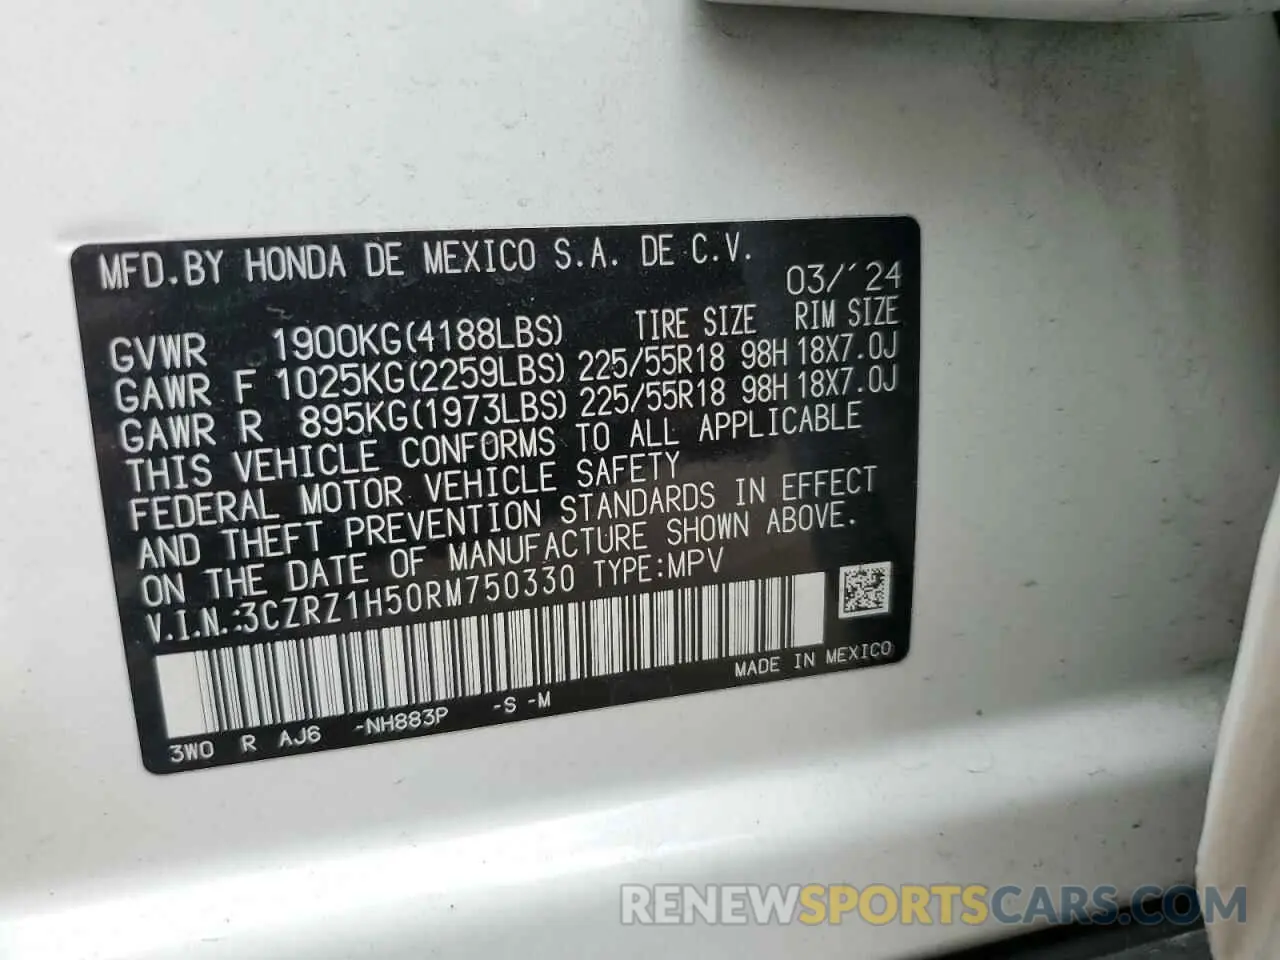 MFD.BY HONDA DE MEXICO S.A. DE C.V.
03/´24
TIRE SIZE RIM SIZE
GVWR 1900KG(4188LBS)
GAWR F 1025KG(2259LBS) 225/55R18 98H 18X7.0J
GAWR R 895KG(1973LBS) 225/55R18 98H 18X7.0J
THIS VEHICLE CONFORMS TO ALL APPLICABLE
FEDERAL MOTOR VEHICLE SAFETY
AND THEFT PREVENTION STANDARDS IN EFFECT
ON THE DATE OF MANUFACTURE SHOWN ABOVE.
V.I.N.:3CZRZ1H50RM750330 TYPE:MPV
MADE IN MEXICO
3W0 R AJ6 -NH883P -S -M
RENEWSPORTSCARS.COM